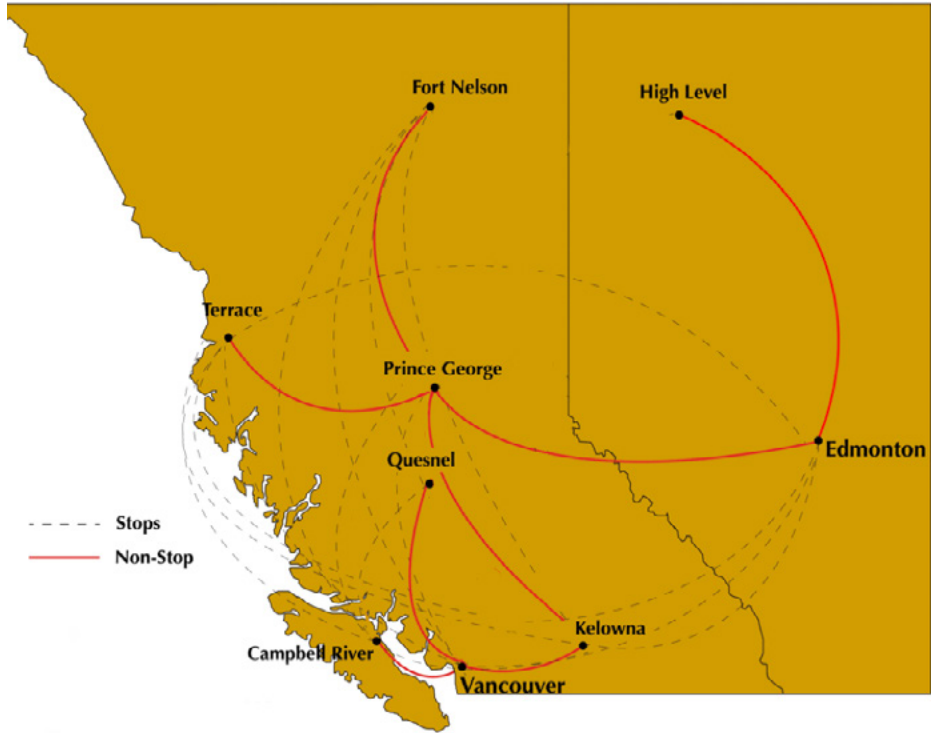 Fort Nelson
High Level
Terrace
Prince George
Edmonton
Quesnel
Stops
Non-Stop
Kelowna
Campbell River
Vancouver